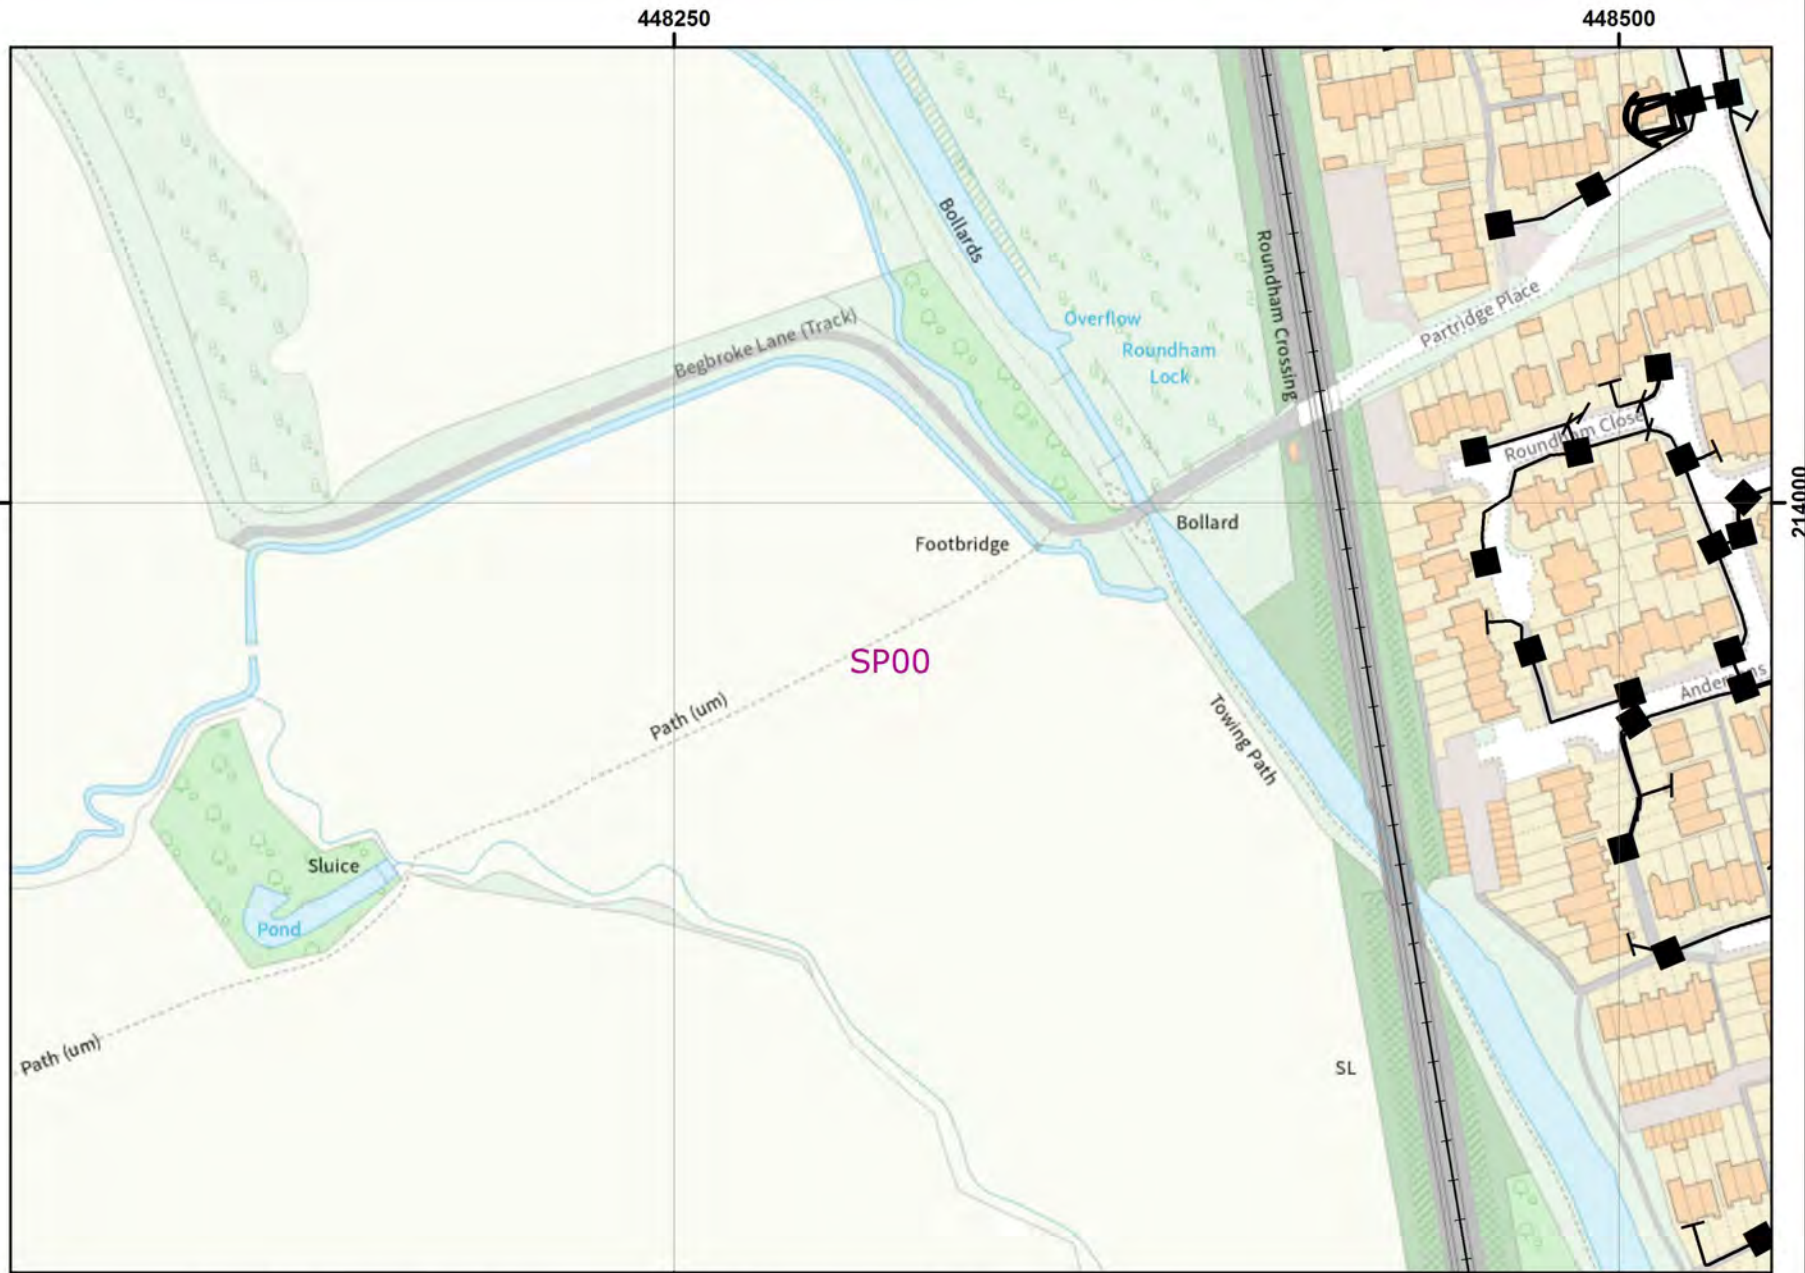 448250
448500
Bollards
Roundham Crossing
Overflow
Roundham
Lock
Partridge Place
Begbroke Lane (Track)
Roundham Close
214000
Bollard
Footbridge
SP00
Path (um)
Towing Path
Sluice
Pond
Path (um)
SL